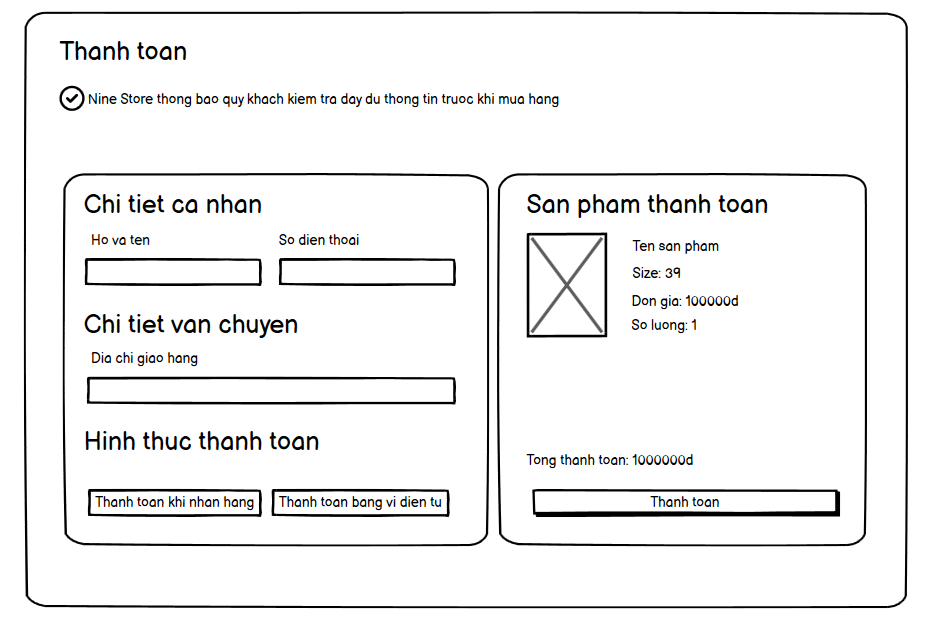 Thanh toan
Nine Store thong bao quy khach kiem tra day du thong tin truoc khi mua hang
Chi tiet ca nhan
Ho va ten
So dien thoai
Chi tiet van chuyen
Dia chi giao hang
Hinh thuc thanh toan
Thanh toan khi nhan hang
Thanh toan bang vi dien tu
San pham thanh toan
Ten san pham
Size: 39
Don gia: 100000d
So luong: 1
Tong thanh toan: 1000000d
Thanh toan